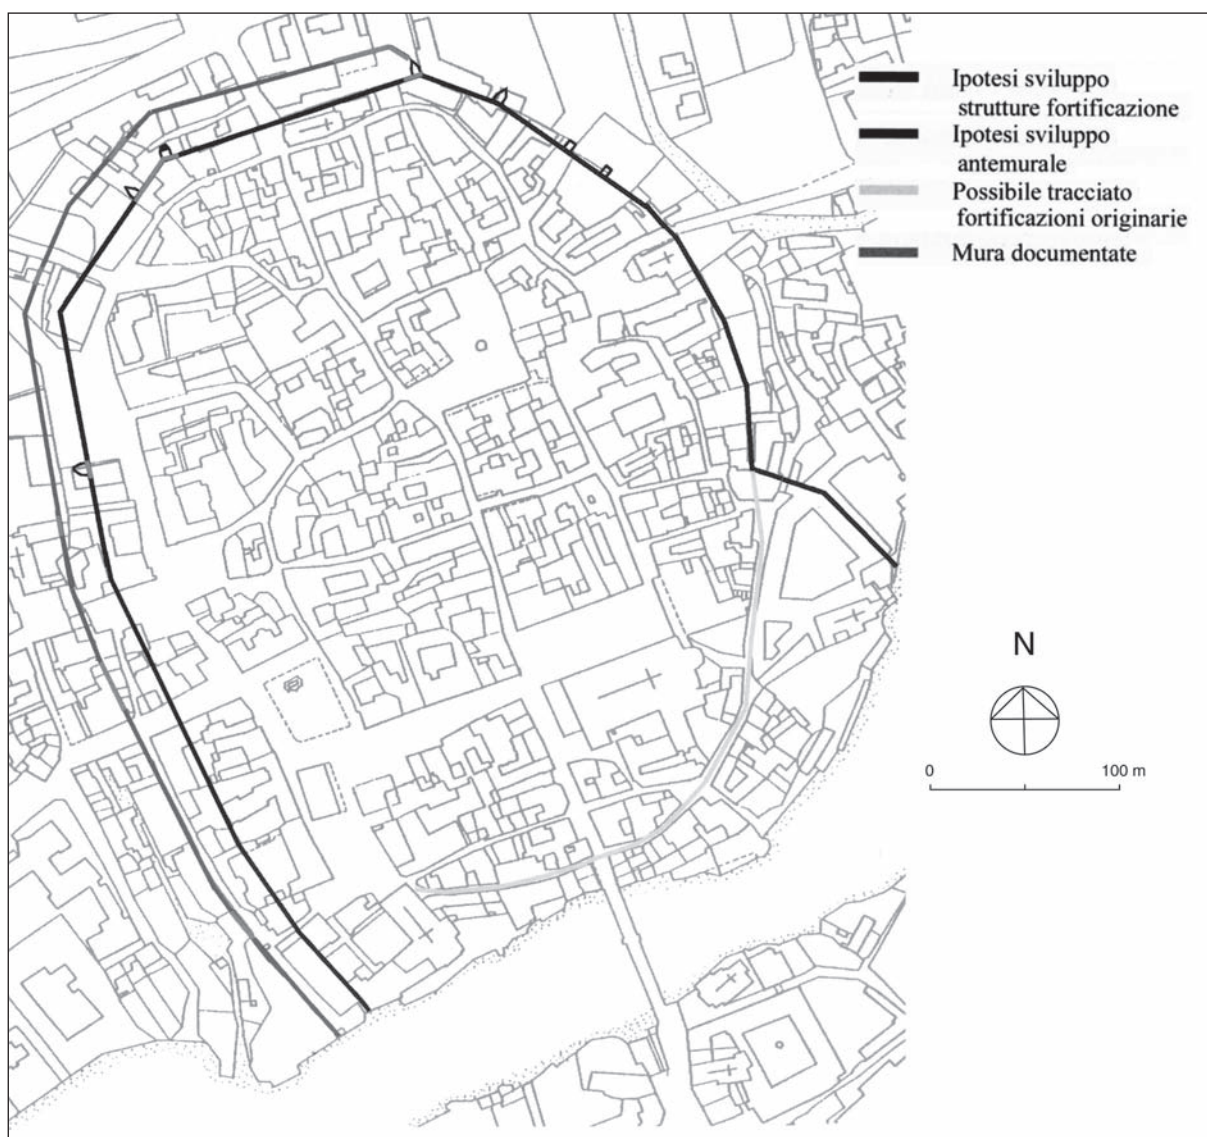 Ipotesi sviluppo
strutture fortificazione
Ipotesi sviluppo
antemurale
Possibile tracciato
fortificazioni originarie
Mura documentate
N
0 100 m